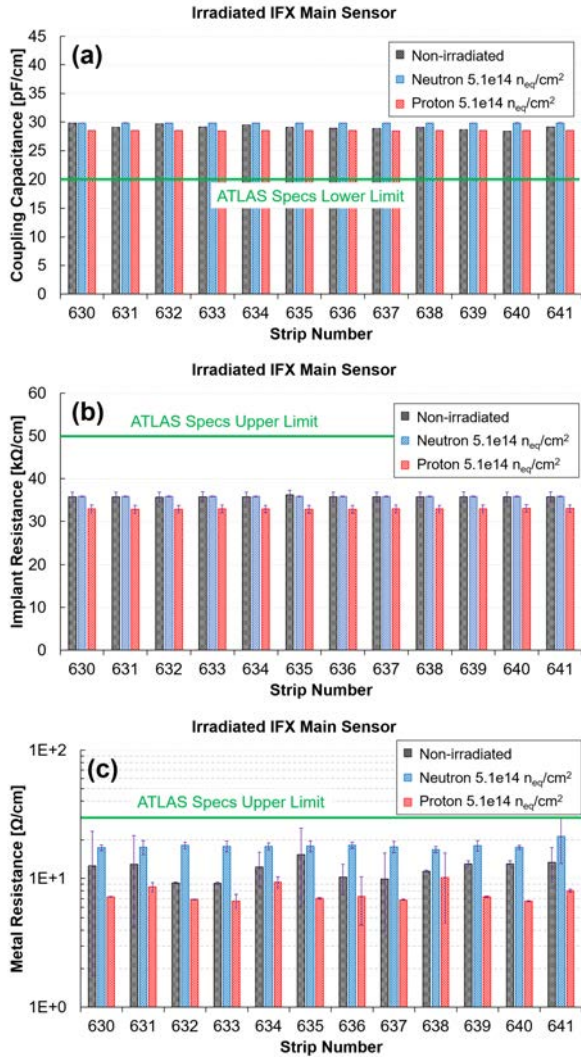 Irradiated IFX Main Sensor
(a)
Non-irradiated
Neutron 5.1e14 n_eq/cm²
Proton 5.1e14 n_eq/cm²
ATLAS Specs Lower Limit
Coupling Capacitance [pF/cm]
45
40
35
30
25
20
15
10
5
0
630 631 632 633 634 635 636 637 638 639 640 641
Strip Number
Irradiated IFX Main Sensor
(b)
Non-irradiated
Neutron 5.1e14 n_eq/cm²
Proton 5.1e14 n_eq/cm²
ATLAS Specs Upper Limit
Implant Resistance [kΩ/cm]
60
50
40
30
20
10
0
630 631 632 633 634 635 636 637 638 639 640 641
Strip Number
Irradiated IFX Main Sensor
(c)
Non-irradiated
Neutron 5.1e14 n_eq/cm²
Proton 5.1e14 n_eq/cm²
ATLAS Specs Upper Limit
Metal Resistance [Ω/cm]
1E+2
1E+1
1E+0
630 631 632 633 634 635 636 637 638 639 640 641
Strip Number